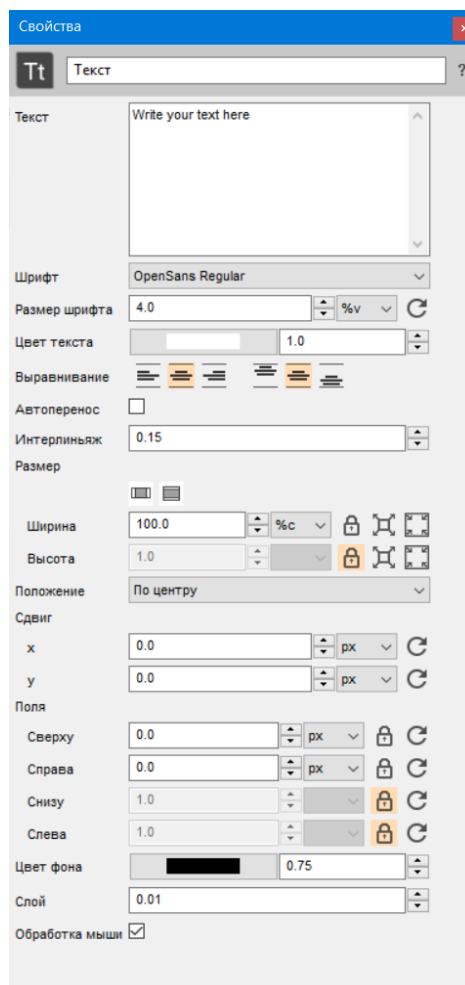 Свойства
Tt Текст ?
Текст Write your text here
Шрифт OpenSans Regular
Размер шрифта 4.0 %v
Цвет текста 1.0
Выравнивание
Автоперенос
Интерлиньяж 0.15
Размер
Ширина 100.0 %c
Высота 1.0
Положение По центру
Сдвиг
x 0.0 px
y 0.0 px
Поля
Сверху 0.0 px
Справа 0.0 px
Снизу 1.0
Слева 1.0
Цвет фона 0.75
Слой 0.01
Обработка мыши